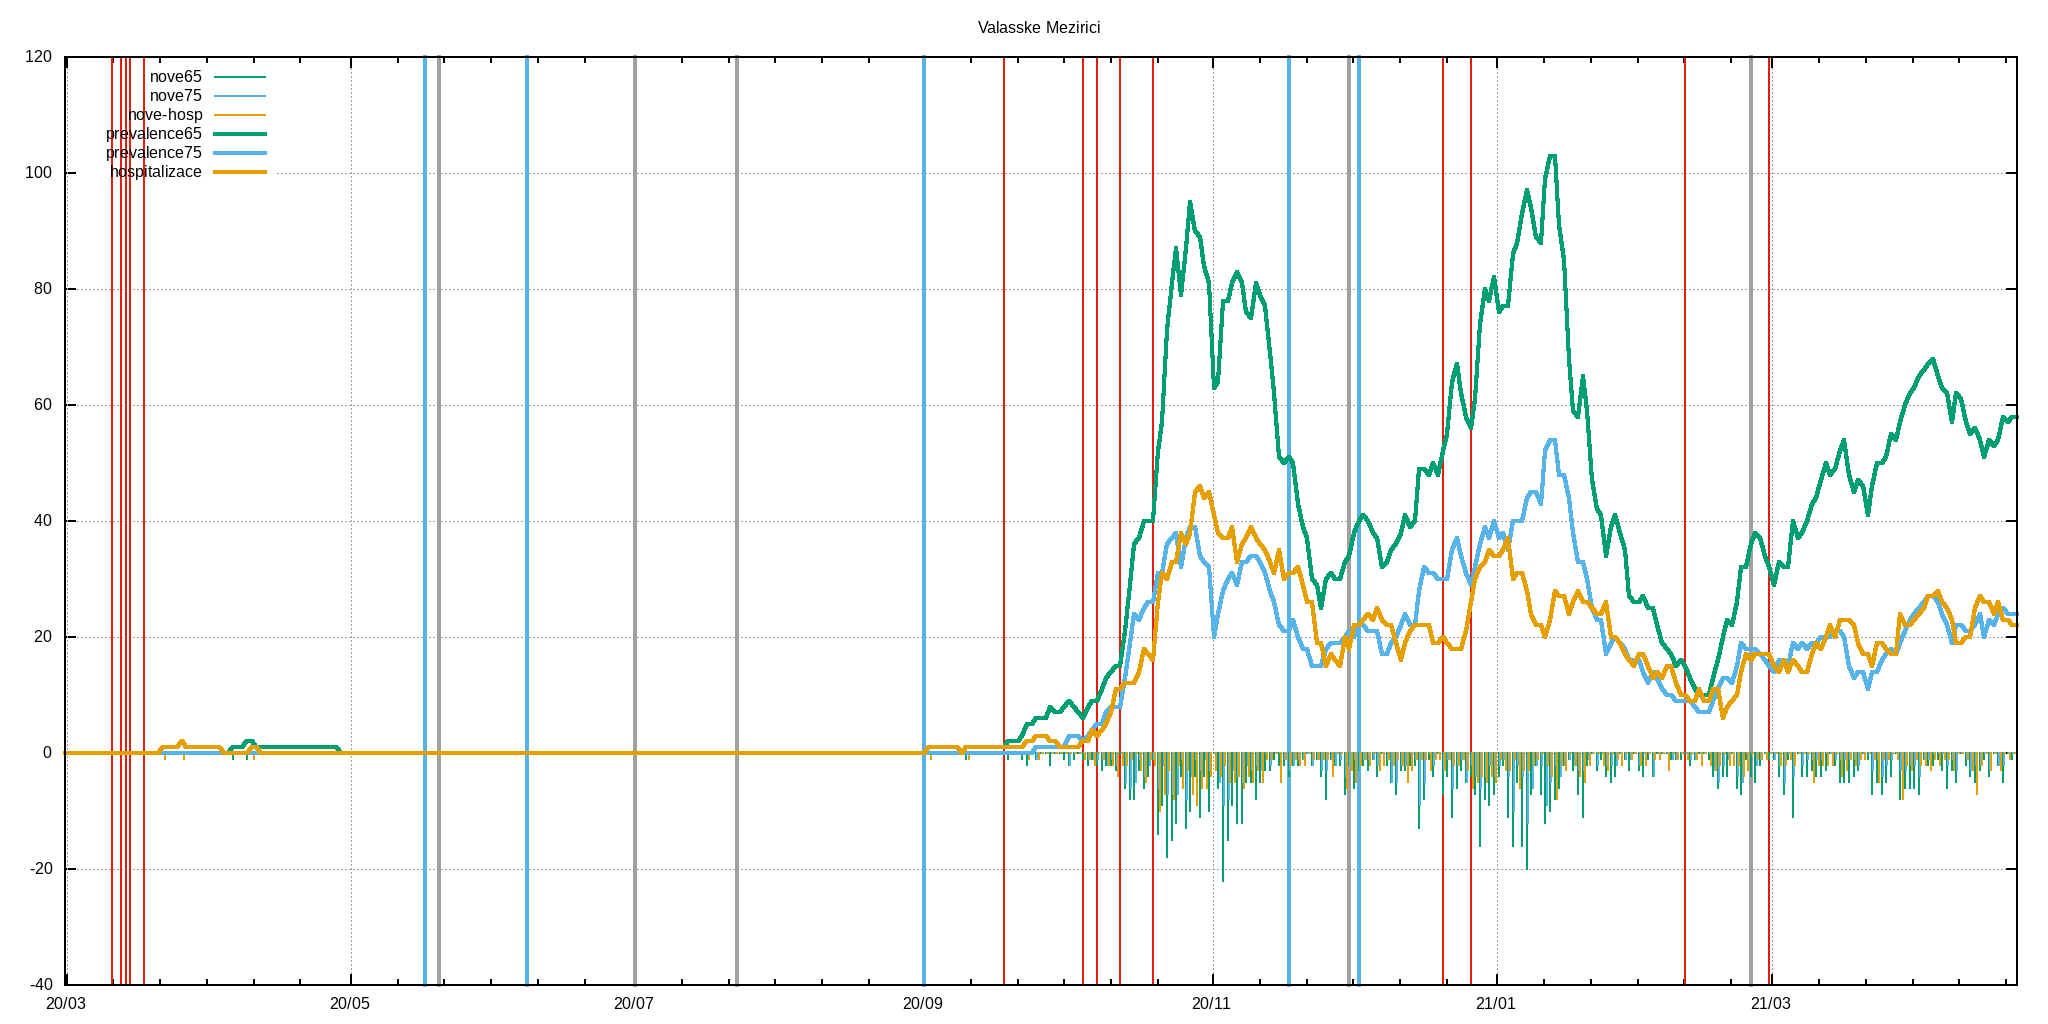 Valasske Mezirici
120
100
80
60
40
20
0
-20
-40
nove65
nove75
nove-hosp
prevalence65
prevalence75
hospitalizace
20/03 20/05 20/07 20/09 20/11 21/01 21/03